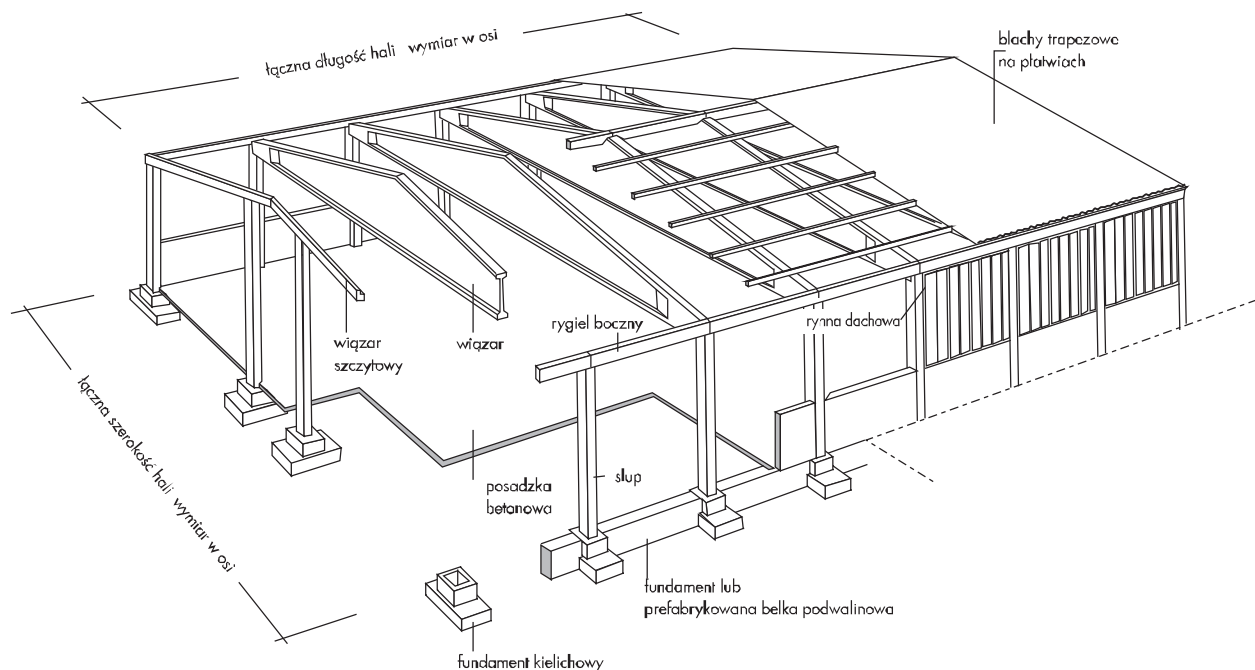 łączna długość hali wymiar w osi
blachy trapezowe
na płatwiach
wiązar
szczytowy
wiązar
rygiel boczny
rynna dachowa
łączna szerokość hali wymiar w osi
posadzka
betonowa
słup
fundament lub
prefabrykowana belka podwalinowa
fundament kielichowy